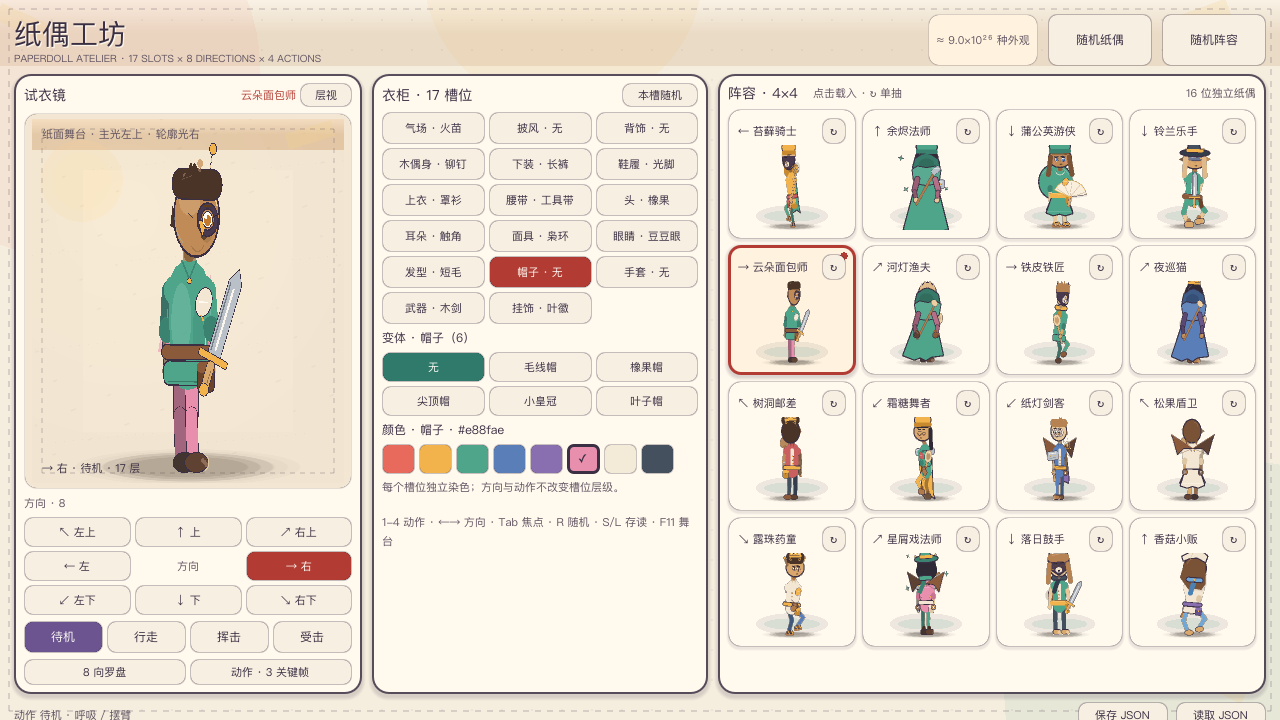 纸偶工坊
PAPERDOLL ATELIER · 17 SLOTS × 8 DIRECTIONS × 4 ACTIONS
≈ 9.0×10²⁶ 种外观
随机纸偶
随机阵容
试衣镜
云朵面包师
层视
纸面舞台 · 主光左上 · 轮廓光右
→ 右 · 待机 · 17 层
方向 · 8
↖ 左上
↑ 上
↗ 右上
← 左
方向
→ 右
↙ 左下
↓ 下
↘ 右下
待机
行走
挥击
受击
8 向罗盘
动作 · 3 关键帧
动作 待机 · 呼吸 / 摆臂
衣柜 · 17 槽位
本槽随机
气场 · 火苗
披风 · 无
背饰 · 无
木偶身 · 铆钉
下装 · 长裤
鞋履 · 光脚
上衣 · 罩衫
腰带 · 工具带
头 · 橡果
耳朵 · 触角
面具 · 枭环
眼睛 · 豆豆眼
发型 · 短毛
帽子 · 无
手套 · 无
武器 · 木剑
挂饰 · 叶徽
变体 · 帽子（6）
无
毛线帽
橡果帽
尖顶帽
小皇冠
叶子帽
颜色 · 帽子 · #e88fae
✓
每个槽位独立染色；方向与动作不改变槽位层级。
1–4 动作 · ←→ 方向 · Tab 焦点 · R 随机 · S/L 存读 · F11 舞
台
阵容 · 4×4
点击载入 · ↻ 单抽
16 位独立纸偶
← 苔藓骑士 ↻
↑ 余烬法师 ↻
↓ 蒲公英游侠 ↻
↓ 铃兰乐手 ↻
→ 云朵面包师 ↻
↗ 河灯渔夫 ↻
→ 铁皮铁匠 ↻
↗ 夜巡猫 ↻
↖ 树洞邮差 ↻
↙ 霜糖舞者 ↻
↙ 纸灯剑客 ↻
↖ 松果盾卫 ↻
↘ 露珠药童 ↻
↗ 星屑戏法师 ↻
↓ 落日鼓手 ↻
↑ 香菇小贩 ↻
保存 JSON
读取 JSON